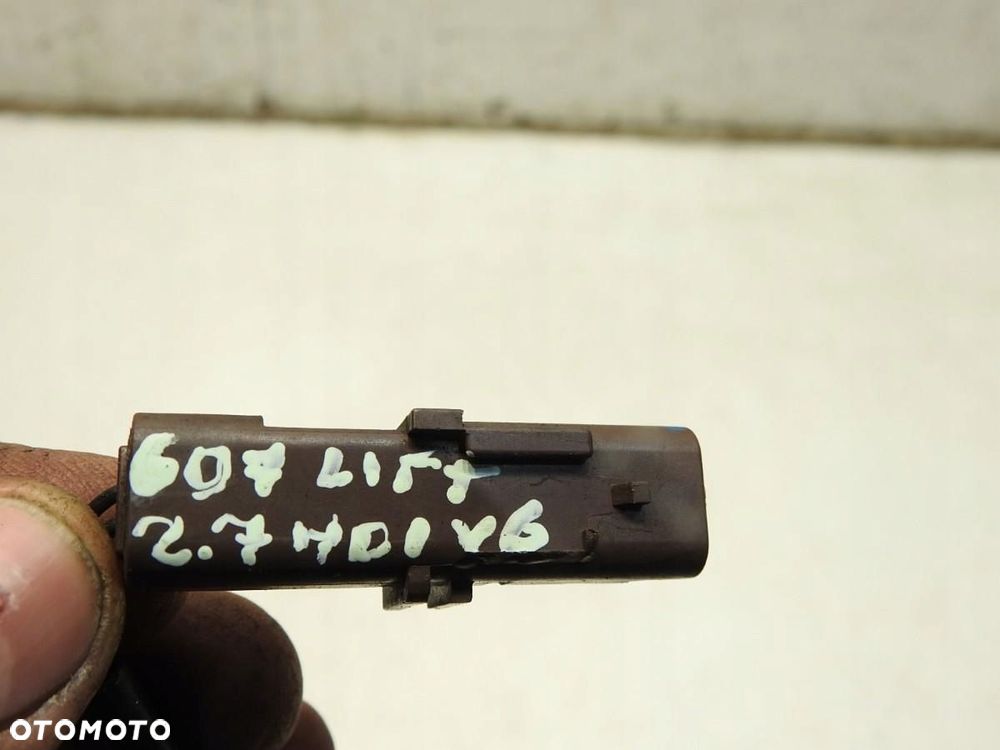 607 LIFT
2.7 HDI V6
OTOMOTO